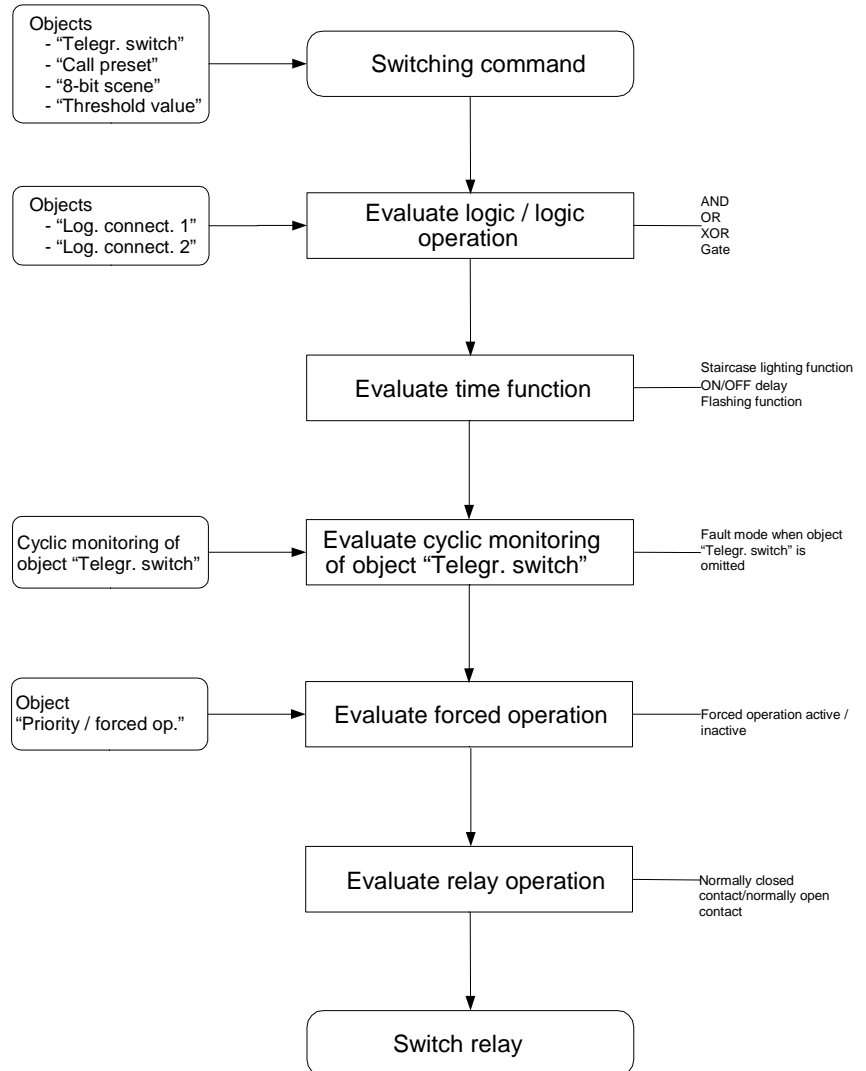 Objects
- “Telegr. switch”
- “Call preset”
- “8-bit scene”
- “Threshold value”
Switching command
Objects
- “Log. connect. 1”
- “Log. connect. 2”
Evaluate logic / logic
operation
AND
OR
XOR
Gate
Evaluate time function
Staircase lighting function
ON/OFF delay
Flashing function
Cyclic monitoring of
object “Telegr. switch”
Evaluate cyclic monitoring
of object “Telegr. switch”
Fault mode when object
“Telegr. switch” is
omitted
Object
“Priority / forced op.”
Evaluate forced operation
Forced operation active /
inactive
Evaluate relay operation
Normally closed
contact/normally open
contact
Switch relay